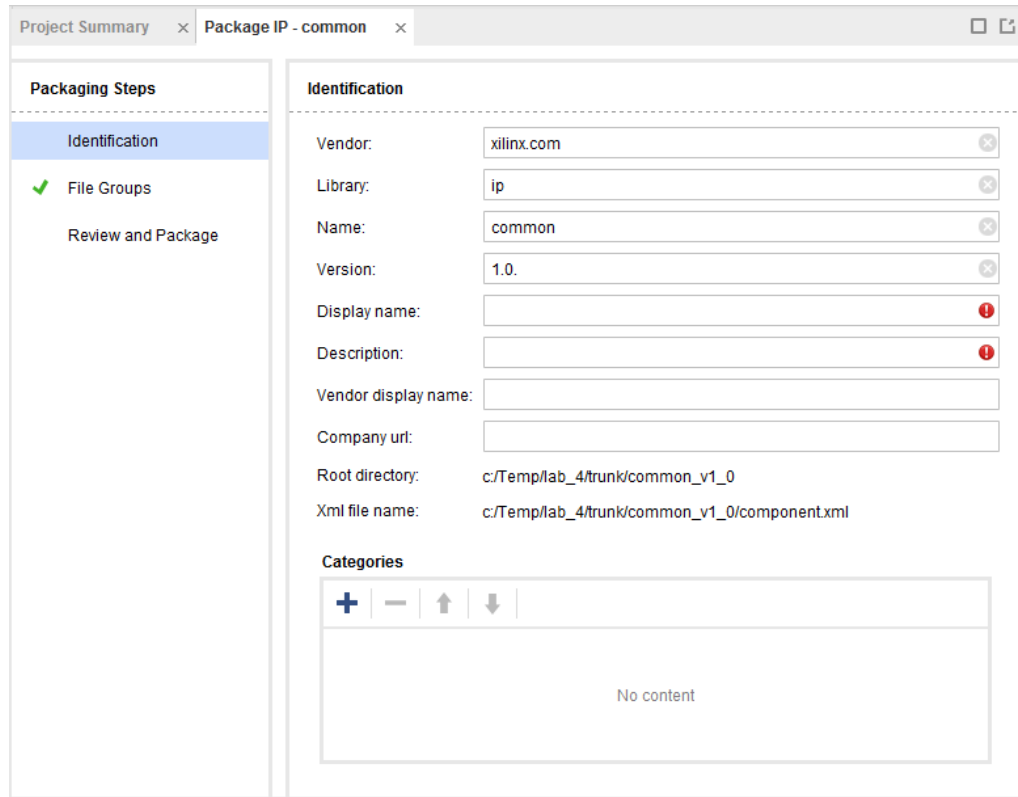 Project Summary × Package IP - common ×
Packaging Steps
Identification
File Groups
Review and Package
Identification
Vendor: xilinx.com
Library: ip
Name: common
Version: 1.0.
Display name:
Description:
Vendor display name:
Company url:
Root directory: c:/Temp/lab_4/trunk/common_v1_0
Xml file name: c:/Temp/lab_4/trunk/common_v1_0/component.xml
Categories
No content